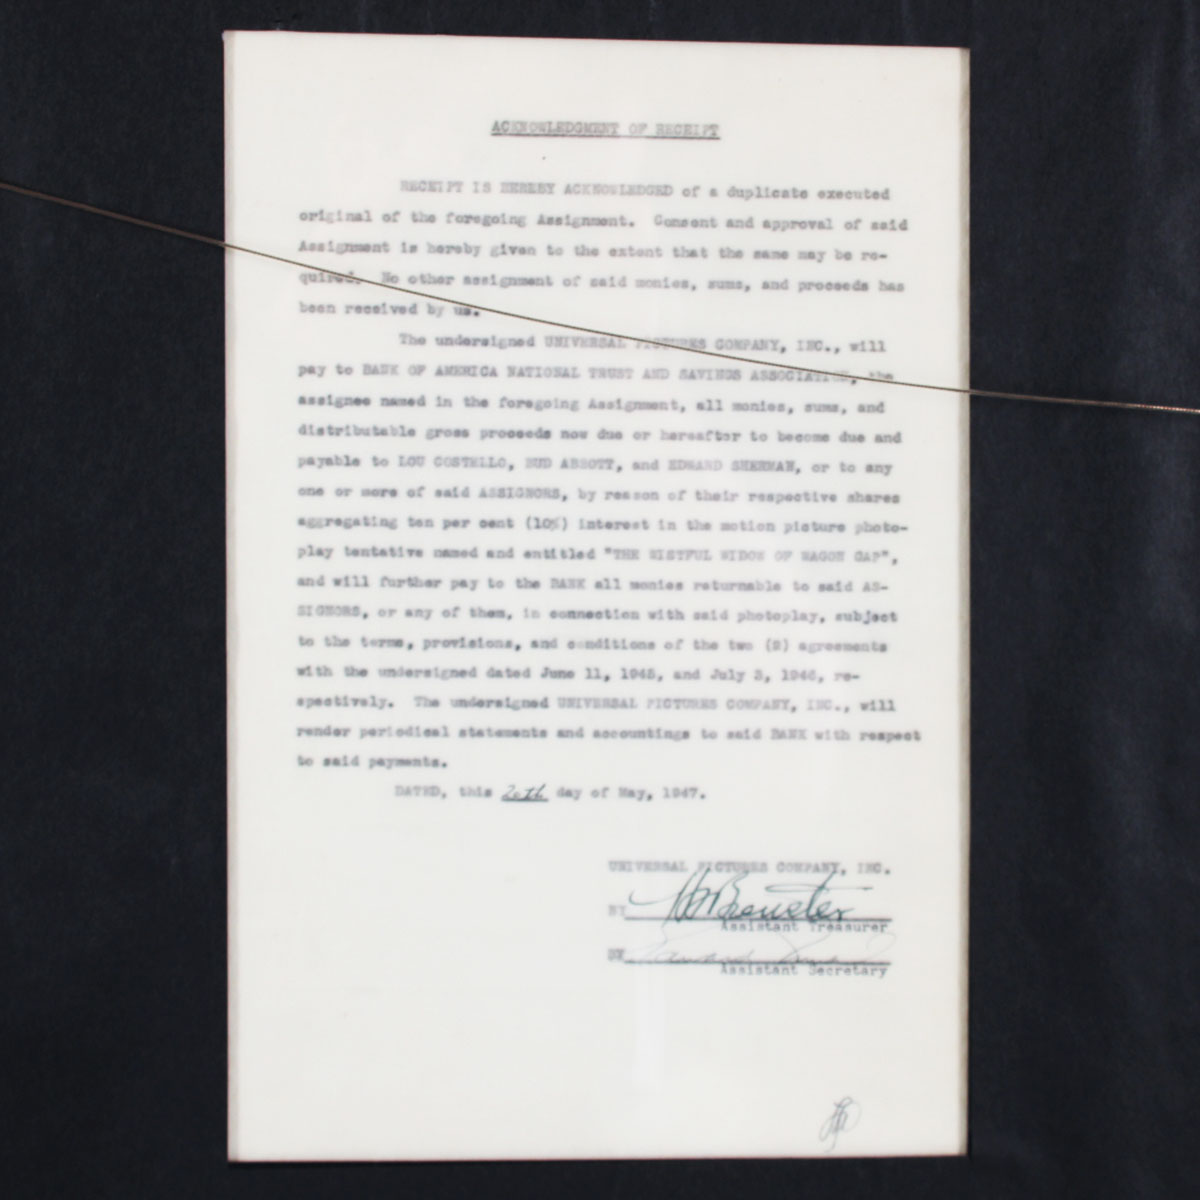 ACKNOWLEDGMENT OF RECEIPT
RECEIPT IS HEREBY ACKNOWLEDGED of a duplicate executed
original of the foregoing Assignment. Consent and approval of said
Assignment is hereby given to the extent that the same may be re-
quired. No other assignment of said monies, sums, and proceeds has
been received by us.
The undersigned UNIVERSAL PICTURES COMPANY, INC., will
pay to BANK OF AMERICA NATIONAL TRUST AND SAVINGS ASSOCIATION, the
assignee named in the foregoing Assignment, all monies, sums, and
distributable gross proceeds now due or hereafter to become due and
payable to LOU COSTELLO, BUD ABBOTT, and EDWARD SHERMAN, or to any
one or more of said ASSIGNORS, by reason of their respective shares
aggregating ten per cent (10%) interest in the motion picture photo-
play tentative named and entitled "THE WISTFUL WIDOW OF WAGON GAP",
and will further pay to the BANK all monies returnable to said AS-
SIGNORS, or any of them, in connection with said photoplay, subject
to the terms, provisions, and conditions of the two (2) agreements
with the undersigned dated June 11, 1945, and July 3, 1946, re-
spectively. The undersigned UNIVERSAL PICTURES COMPANY, INC., will
render periodical statements and accountings to said BANK with respect
to said payments.
DATED, this 20th day of May, 1947.
UNIVERSAL PICTURES COMPANY, INC.
BY Brewster
Assistant Treasurer
BY
Assistant Secretary